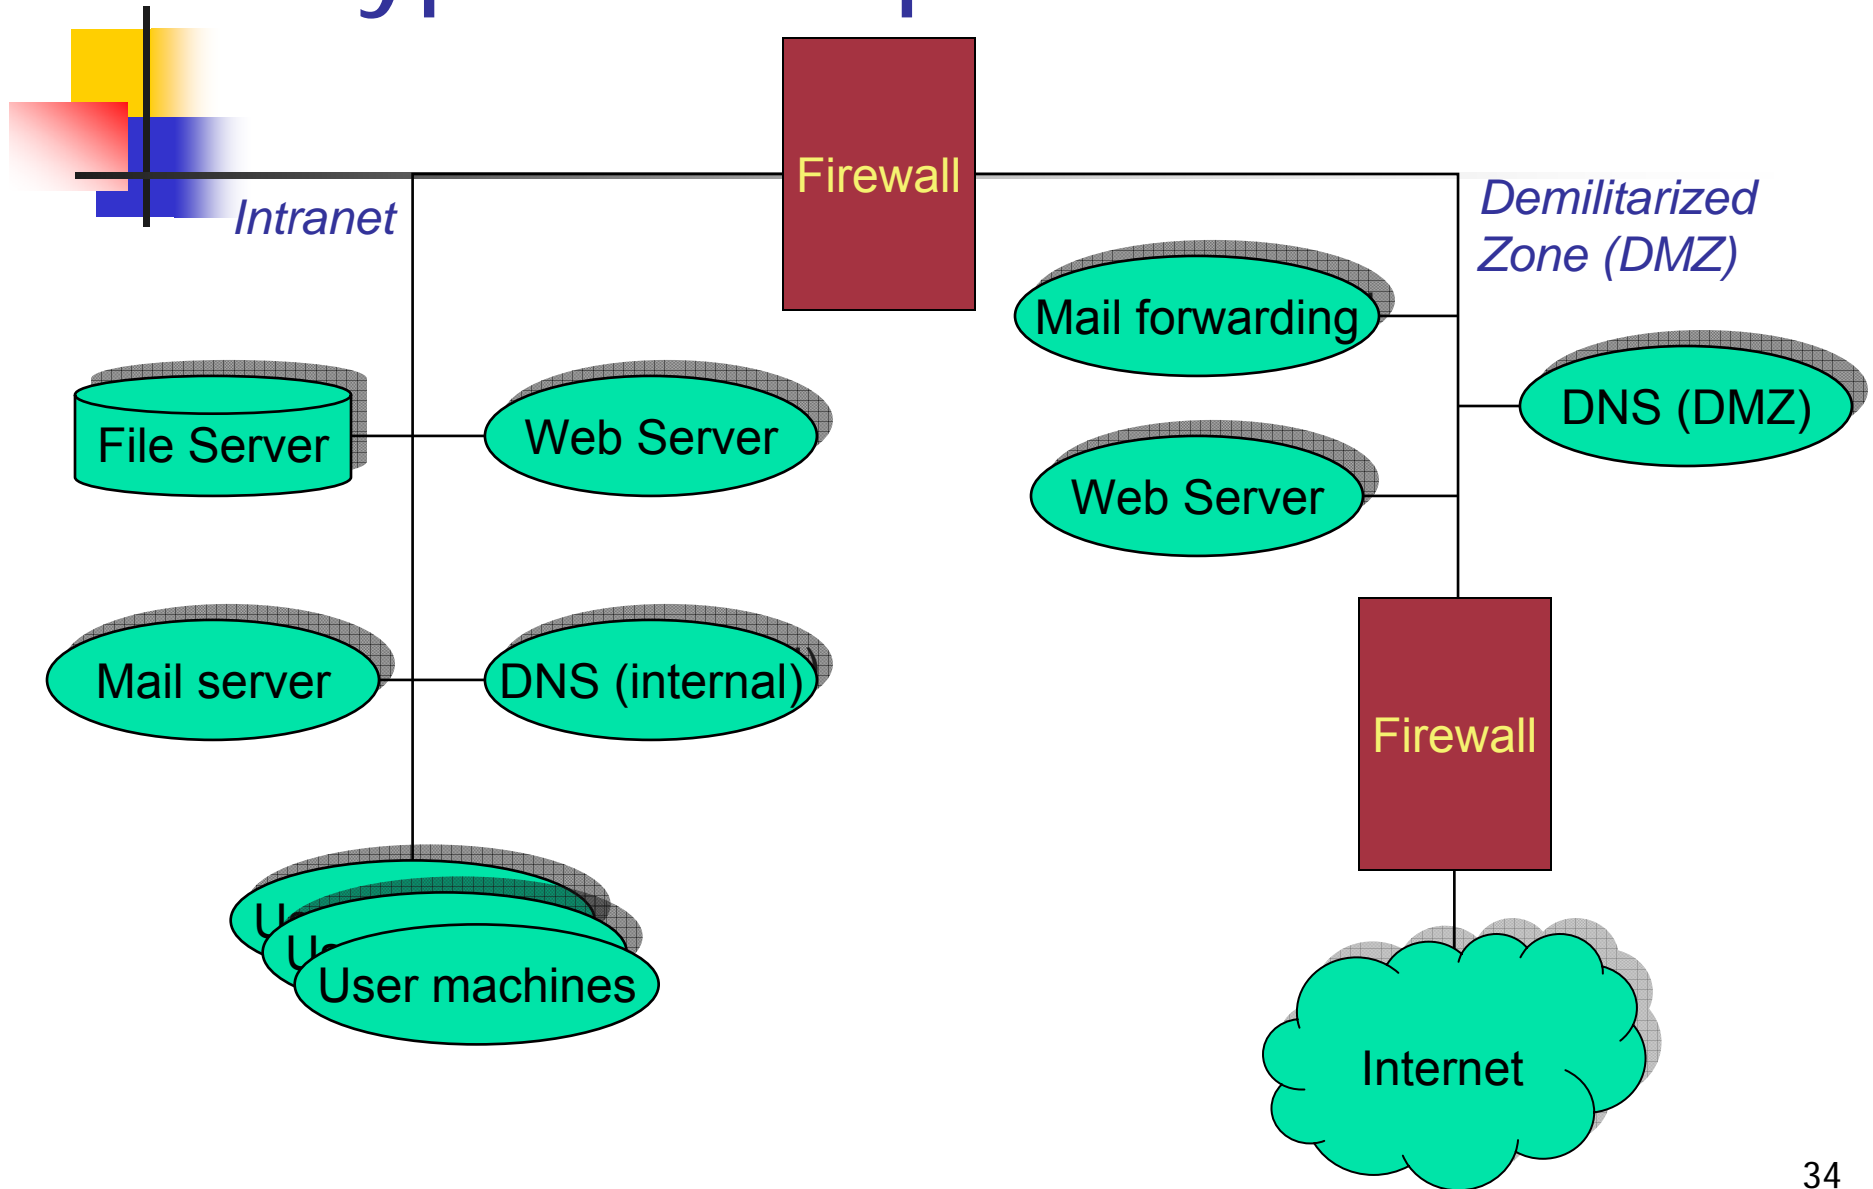 Firewall
Intranet
Demilitarized
Zone (DMZ)
Mail forwarding
DNS (DMZ)
File Server
Web Server
Web Server
Mail server
DNS (internal)
Firewall
User machines
Internet
34